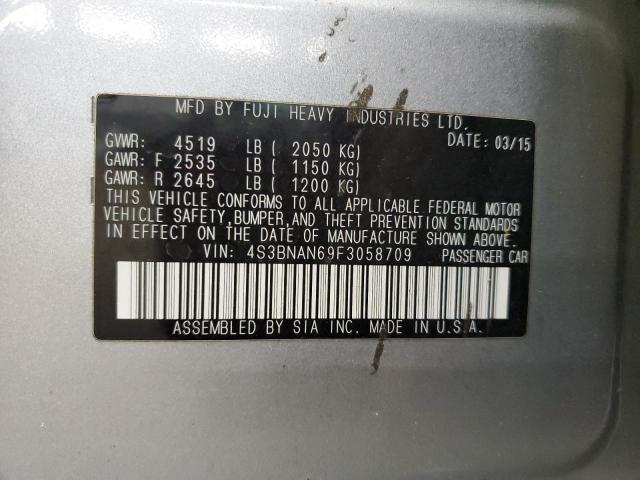 MFD BY FUJI HEAVY INDUSTRIES LTD.
GVWR: 4519 LB ( 2050 KG) DATE: 03/15
GAWR: F 2535 LB ( 1150 KG)
GAWR: R 2645 LB ( 1200 KG)
THIS VEHICLE CONFORMS TO ALL APPLICABLE FEDERAL MOTOR
VEHICLE SAFETY, BUMPER, AND THEFT PREVENTION STANDARDS
IN EFFECT ON THE DATE OF MANUFACTURE SHOWN ABOVE.
VIN: 4S3BNAN69F3058709 PASSENGER CAR
ASSEMBLED BY SIA INC. MADE IN U.S.A.